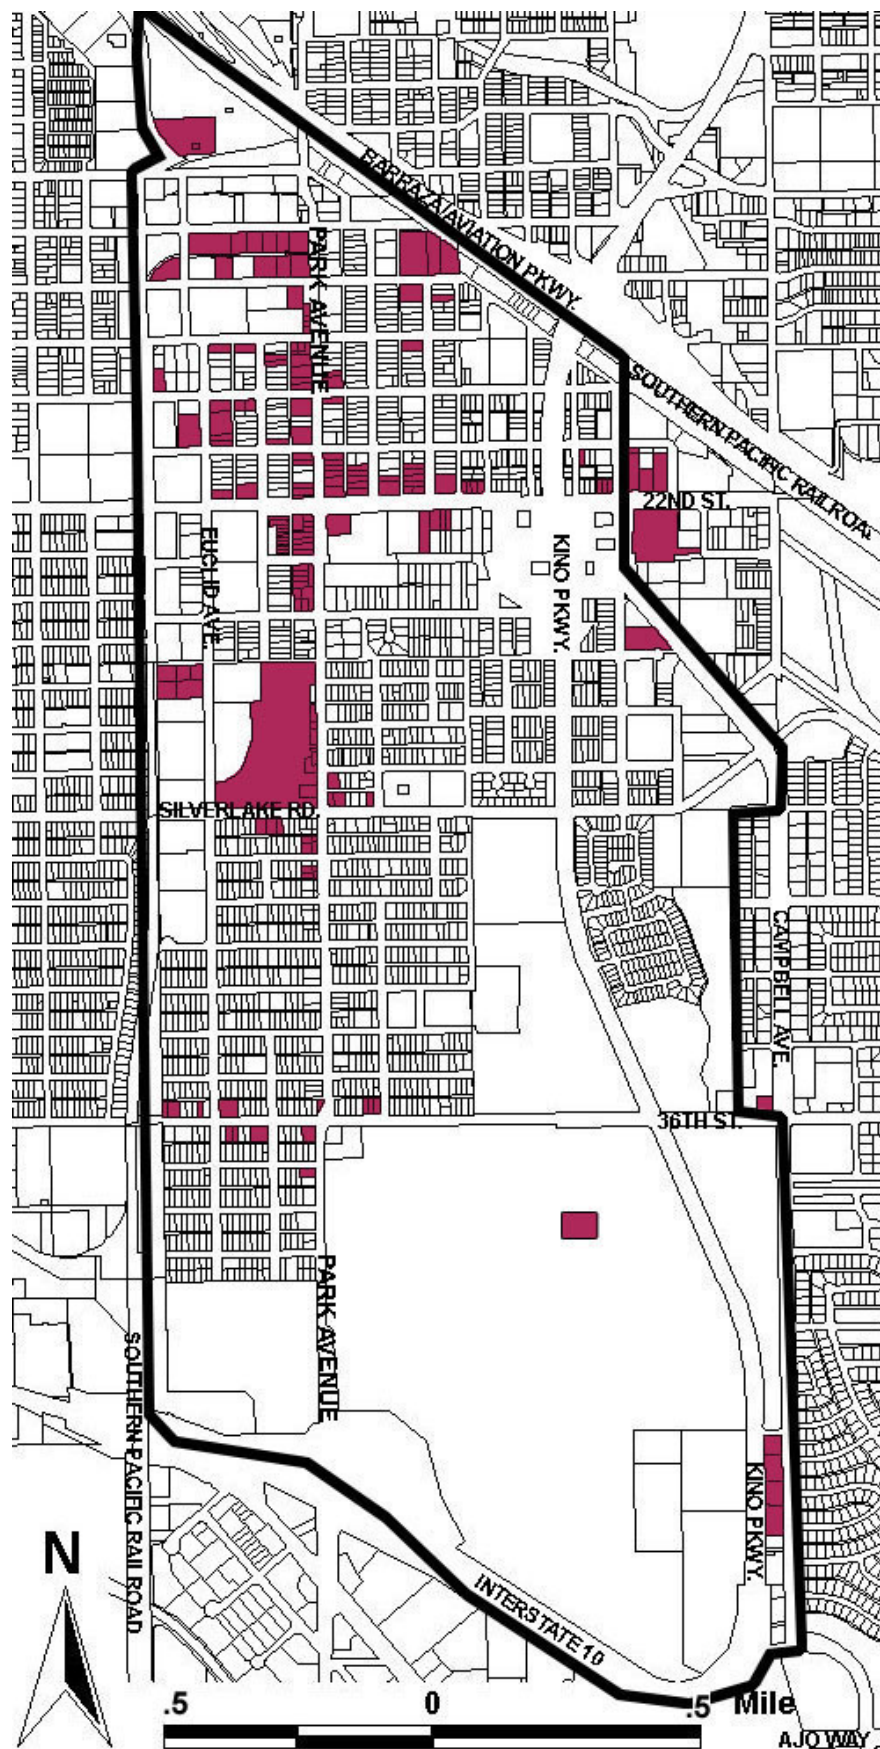 BARRAZA/AVIATION PKWY.
PARK AVENUE
SOUTHERN PACIFIC RAILROA
22ND ST.
EUCLID AVE.
KINO PKWY.
SILVERLAKE RD.
CAMPBELL AVE.
36TH ST.
PARK AVENUE
SOUTHERN PACIFIC RAILROAD
KINO PKWY.
N
INTERSTATE 10
.5 0 .5 Mile
AJO WAY